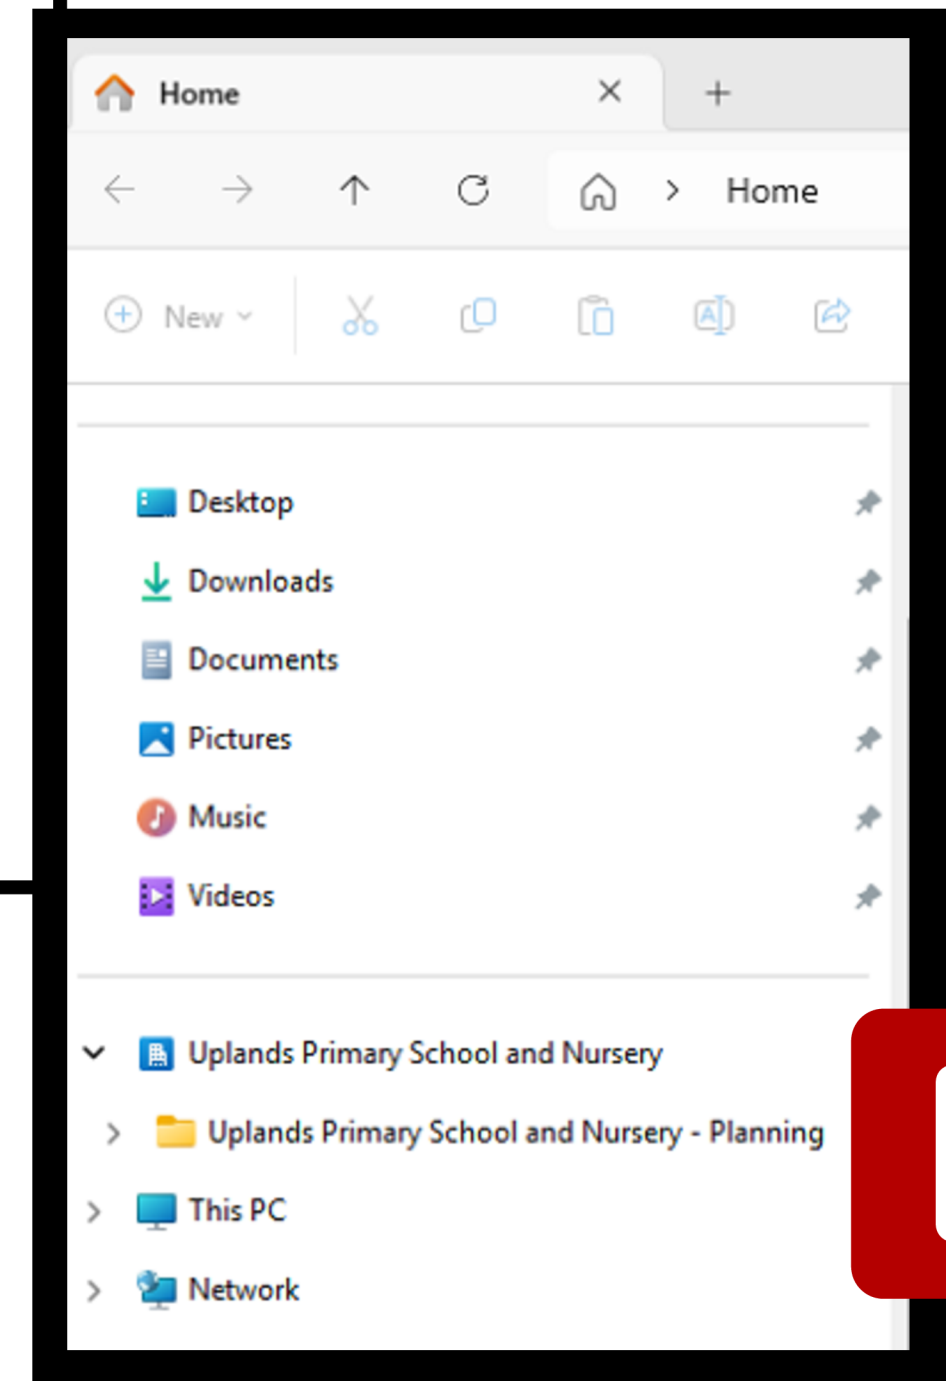 Home
Home
New
Desktop
Downloads
Documents
Pictures
Music
Videos
Uplands Primary School and Nursery
Uplands Primary School and Nursery - Planning
This PC
Network